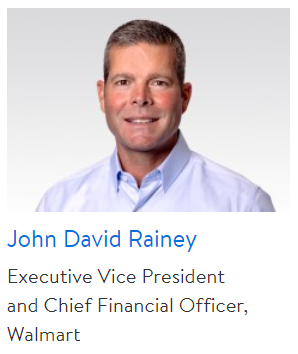 John David Rainey
Executive Vice President
and Chief Financial Officer,
Walmart